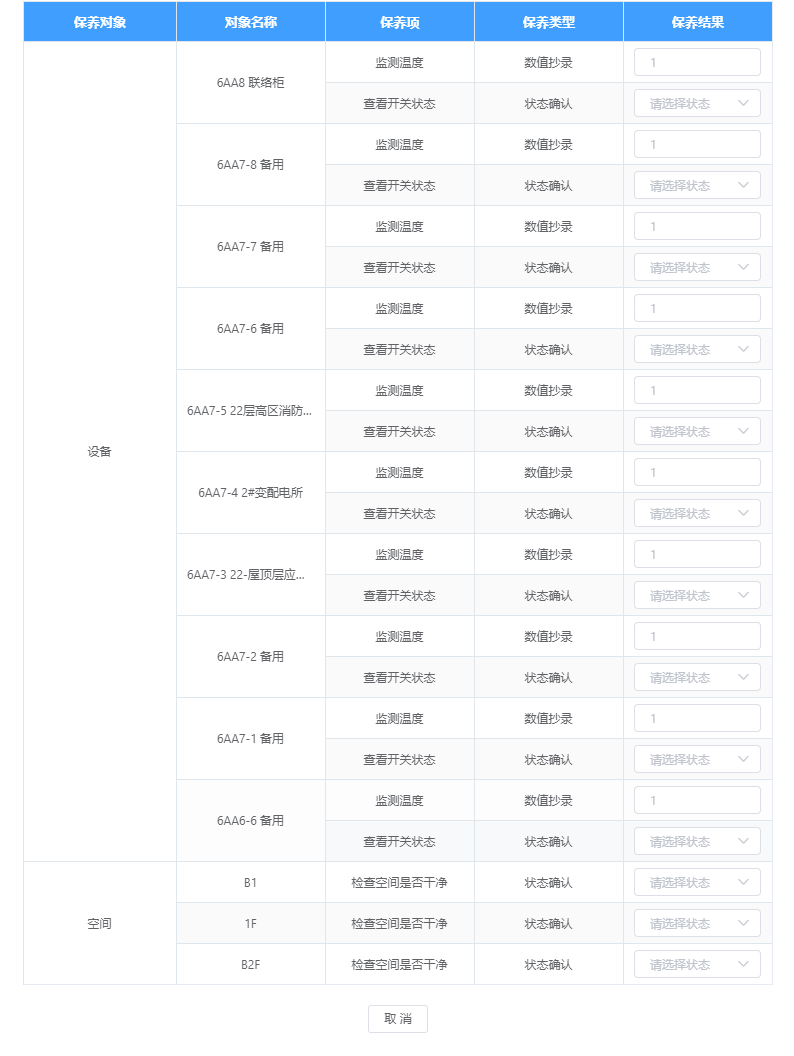 保养对象 对象名称 保养项 保养类型 保养结果
设备 6AA8 联络柜 监测温度 数值抄录 1
查看开关状态 状态确认 请选择状态
6AA7-8 备用 监测温度 数值抄录 1
查看开关状态 状态确认 请选择状态
6AA7-7 备用 监测温度 数值抄录 1
查看开关状态 状态确认 请选择状态
6AA7-6 备用 监测温度 数值抄录 1
查看开关状态 状态确认 请选择状态
6AA7-5 22层高区消防... 监测温度 数值抄录 1
查看开关状态 状态确认 请选择状态
6AA7-4 2#变配电所 监测温度 数值抄录 1
查看开关状态 状态确认 请选择状态
6AA7-3 22-屋顶层应... 监测温度 数值抄录 1
查看开关状态 状态确认 请选择状态
6AA7-2 备用 监测温度 数值抄录 1
查看开关状态 状态确认 请选择状态
6AA7-1 备用 监测温度 数值抄录 1
查看开关状态 状态确认 请选择状态
6AA6-6 备用 监测温度 数值抄录 1
查看开关状态 状态确认 请选择状态
空间 B1 检查空间是否干净 状态确认 请选择状态
1F 检查空间是否干净 状态确认 请选择状态
B2F 检查空间是否干净 状态确认 请选择状态
取 消